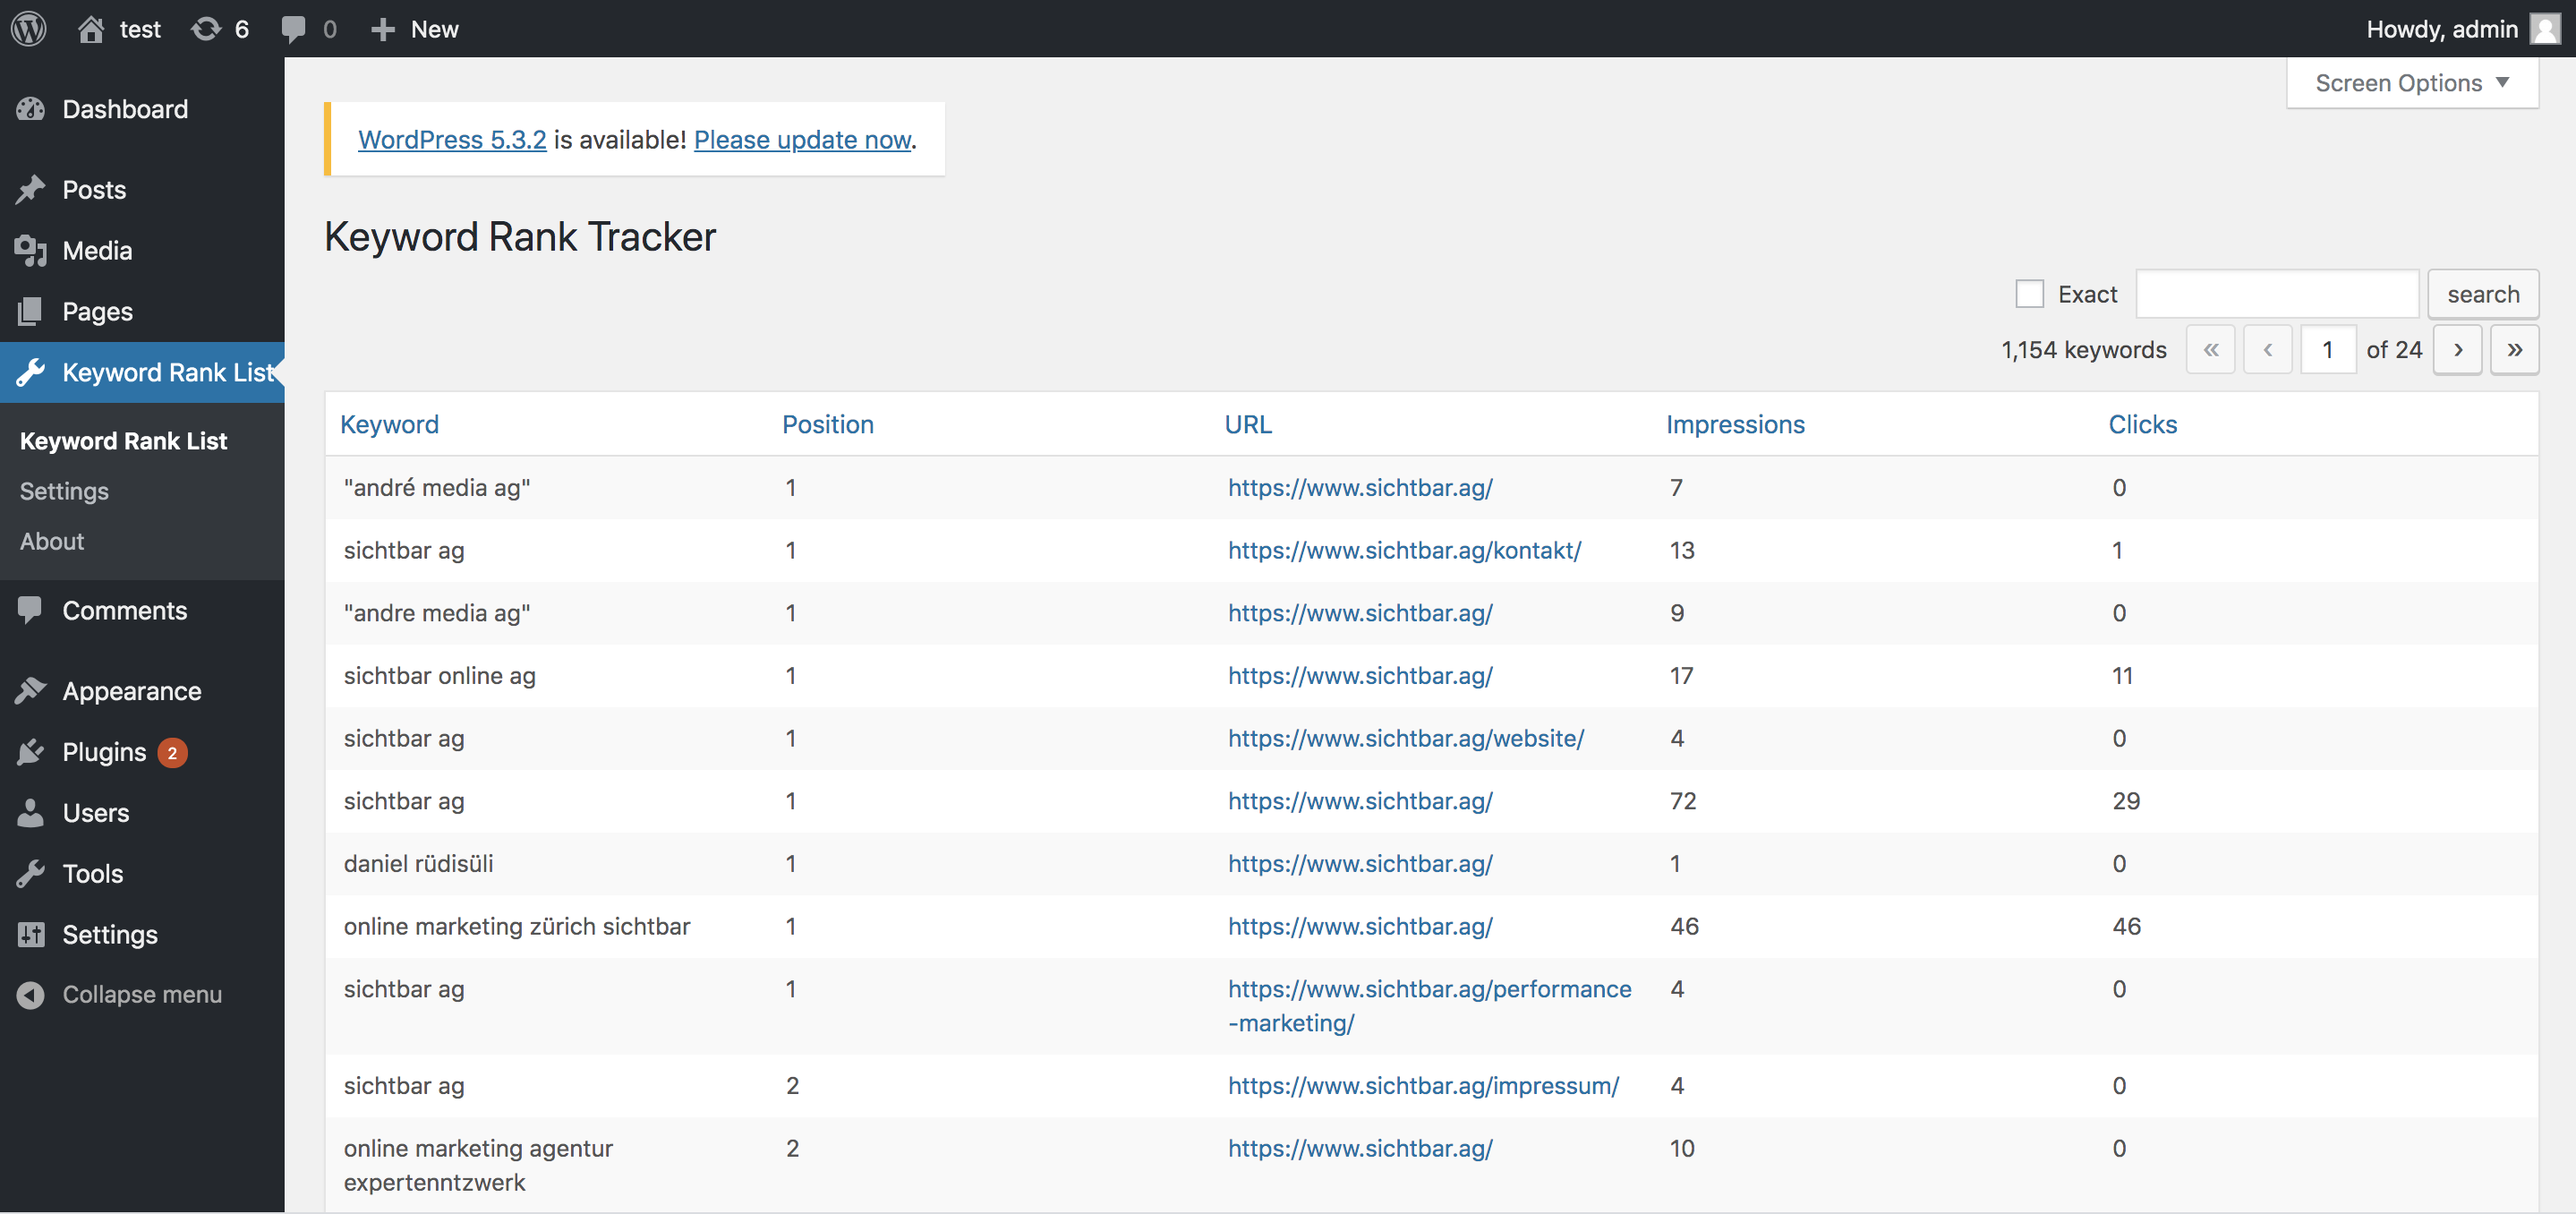 test 6 0 New Howdy, admin
Screen Options
Dashboard
Posts
Media
Pages
Keyword Rank List
Keyword Rank List
Settings
About
Comments
Appearance
Plugins 2
Users
Tools
Settings
Collapse menu
WordPress 5.3.2 is available! Please update now.
Keyword Rank Tracker
Exact search
1,154 keywords « ‹ 1 of 24 › »
Keyword Position URL Impressions Clicks
"andré media ag" 1 https://www.sichtbar.ag/ 7 0
sichtbar ag 1 https://www.sichtbar.ag/kontakt/ 13 1
"andre media ag" 1 https://www.sichtbar.ag/ 9 0
sichtbar online ag 1 https://www.sichtbar.ag/ 17 11
sichtbar ag 1 https://www.sichtbar.ag/website/ 4 0
sichtbar ag 1 https://www.sichtbar.ag/ 72 29
daniel rüdisüli 1 https://www.sichtbar.ag/ 1 0
online marketing zürich sichtbar 1 https://www.sichtbar.ag/ 46 46
sichtbar ag 1 https://www.sichtbar.ag/performance 4 0
-marketing/
sichtbar ag 2 https://www.sichtbar.ag/impressum/ 4 0
online marketing agentur 2 https://www.sichtbar.ag/ 10 0
expertenntzwerk